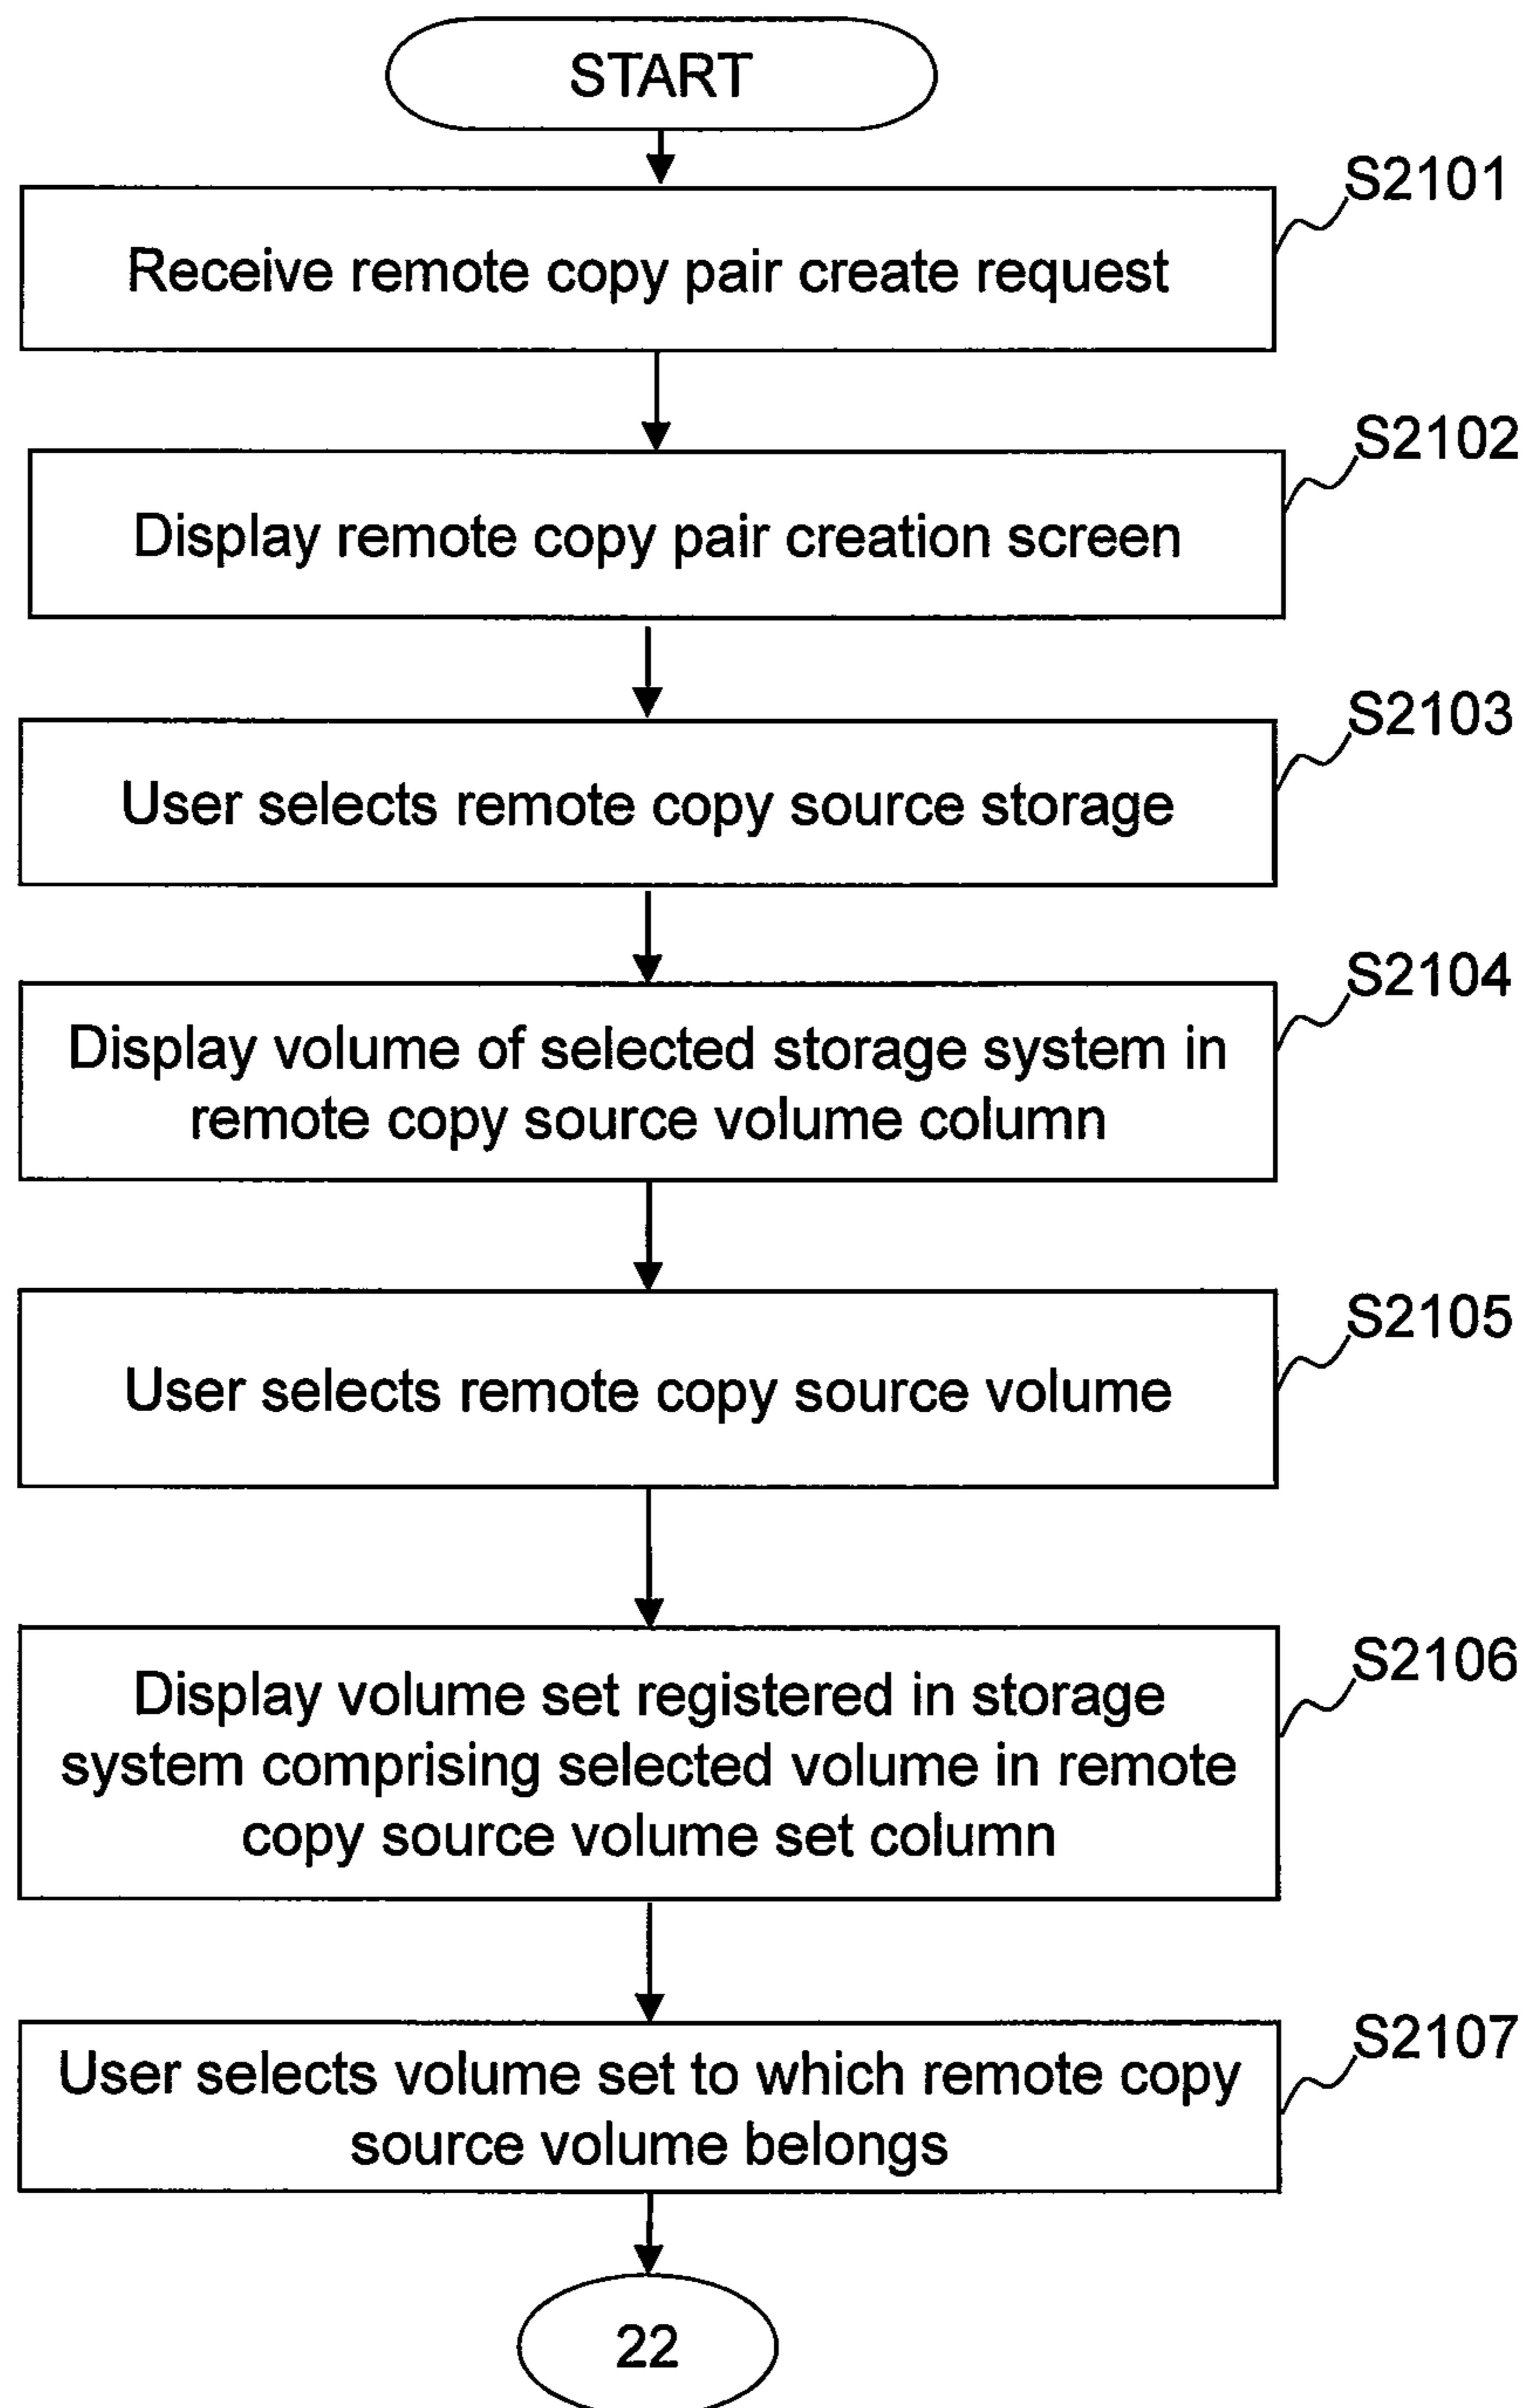 START
S2101
Receive remote copy pair create request
S2102
Display remote copy pair creation screen
S2103
User selects remote copy source storage
S2104
Display volume of selected storage system in
remote copy source volume column
S2105
User selects remote copy source volume
S2106
Display volume set registered in storage
system comprising selected volume in remote
copy source volume set column
S2107
User selects volume set to which remote copy
source volume belongs
22